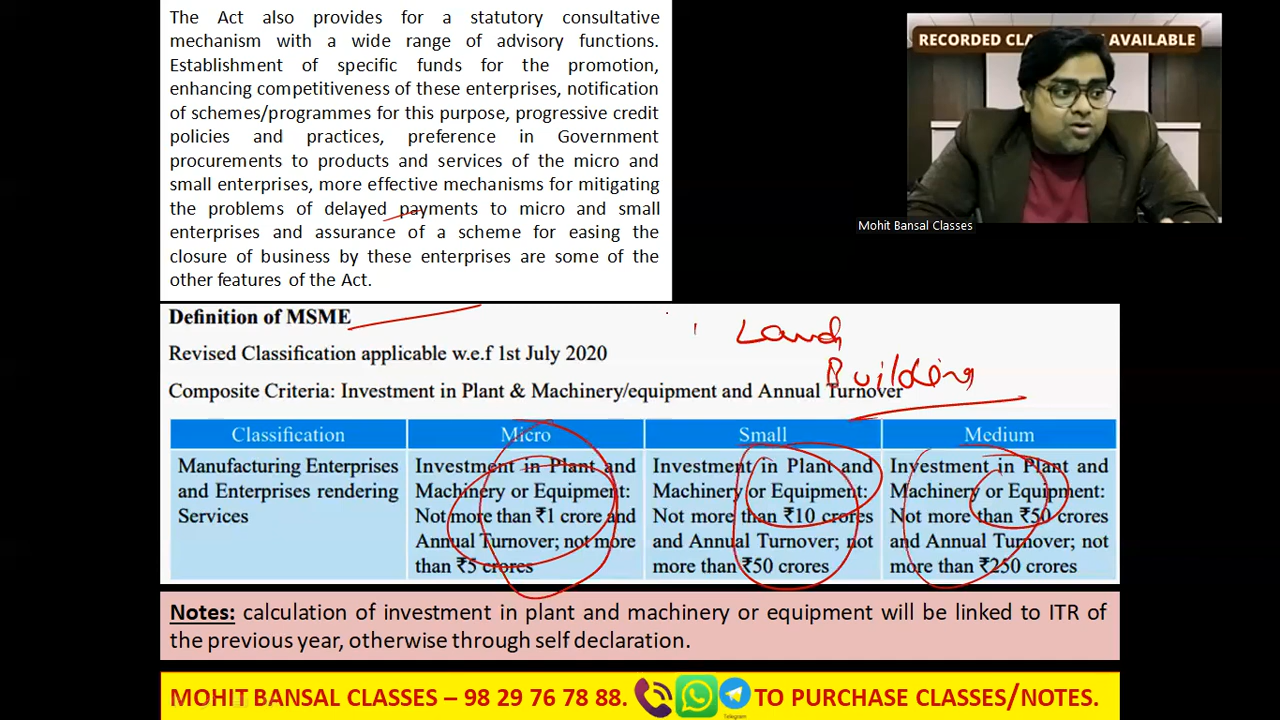 The Act also provides for a statutory consultative
mechanism with a wide range of advisory functions.
Establishment of specific funds for the promotion,
enhancing competitiveness of these enterprises, notification
of schemes/programmes for this purpose, progressive credit
policies and practices, preference in Government
procurements to products and services of the micro and
small enterprises, more effective mechanisms for mitigating
the problems of delayed payments to micro and small
enterprises and assurance of a scheme for easing the
closure of business by these enterprises are some of the
other features of the Act.
RECORDED CLA AVAILABLE
Mohit Bansal Classes
Definition of MSME
Land
Revised Classification applicable w.e.f 1st July 2020
Building
Composite Criteria: Investment in Plant & Machinery/equipment and Annual Turnover
Classification Micro Small Medium
Manufacturing Enterprises
and Enterprises rendering
Services
Investment in Plant and
Machinery or Equipment:
Not more than ₹1 crore and
Annual Turnover; not more
than ₹5 crores
Investment in Plant and
Machinery or Equipment:
Not more than ₹10 crores
and Annual Turnover; not
more than ₹50 crores
Investment in Plant and
Machinery or Equipment:
Not more than ₹50 crores
and Annual Turnover; not
more than ₹250 crores
Notes: calculation of investment in plant and machinery or equipment will be linked to ITR of
the previous year, otherwise through self declaration.
MOHIT BANSAL CLASSES – 98 29 76 78 88. TO PURCHASE CLASSES/NOTES.
Telegram